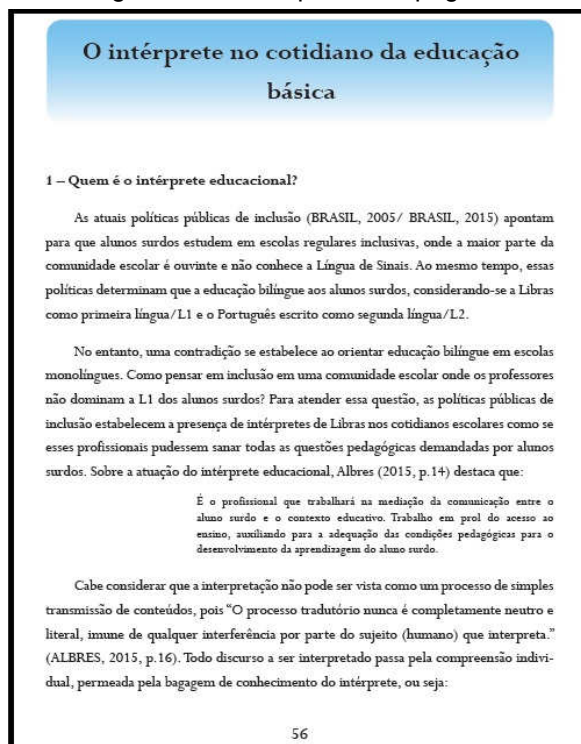 O intérprete no cotidiano da educação
básica
1 – Quem é o intérprete educacional?
As atuais políticas públicas de inclusão (BRASIL, 2005/ BRASIL, 2015) apontam
para que alunos surdos estudem em escolas regulares inclusivas, onde a maior parte da
comunidade escolar é ouvinte e não conhece a Língua de Sinais. Ao mesmo tempo, essas
políticas determinam que a educação bilíngue aos alunos surdos, considerando-se a Libras
como primeira língua/L1 e o Português escrito como segunda língua/L2.
No entanto, uma contradição se estabelece ao orientar educação bilíngue em escolas
monolíngues. Como pensar em inclusão em uma comunidade escolar onde os professores
não dominam a L1 dos alunos surdos? Para atender essa questão, as políticas públicas de
inclusão estabelecem a presença de intérpretes de Libras nos cotidianos escolares como se
esses profissionais pudessem sanar todas as questões pedagógicas demandadas por alunos
surdos. Sobre a atuação do intérprete educacional, Albres (2015, p.14) destaca que:
É o profissional que trabalhará na mediação da comunicação entre o
aluno surdo e o contexto educativo. Trabalho em prol do acesso ao
ensino, auxiliando para a adequação das condições pedagógicas para o
desenvolvimento da aprendizagem do aluno surdo.
Cabe considerar que a interpretação não pode ser vista como um processo de simples
transmissão de conteúdos, pois “O processo tradutório nunca é completamente neutro e
literal, imune de qualquer interferência por parte do sujeito (humano) que interpreta.”
(ALBRES, 2015, p.16). Todo discurso a ser interpretado passa pela compreensão indivi-
dual, permeada pela bagagem de conhecimento do intérprete, ou seja:
56